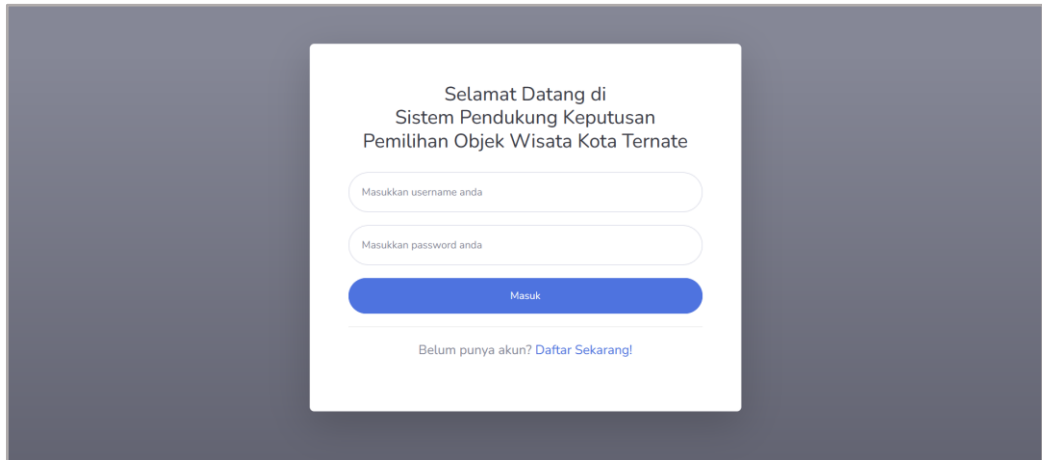 Selamat Datang di
Sistem Pendukung Keputusan
Pemilihan Objek Wisata Kota Ternate
Masukkan username anda
Masukkan password anda
Masuk
Belum punya akun? Daftar Sekarang!